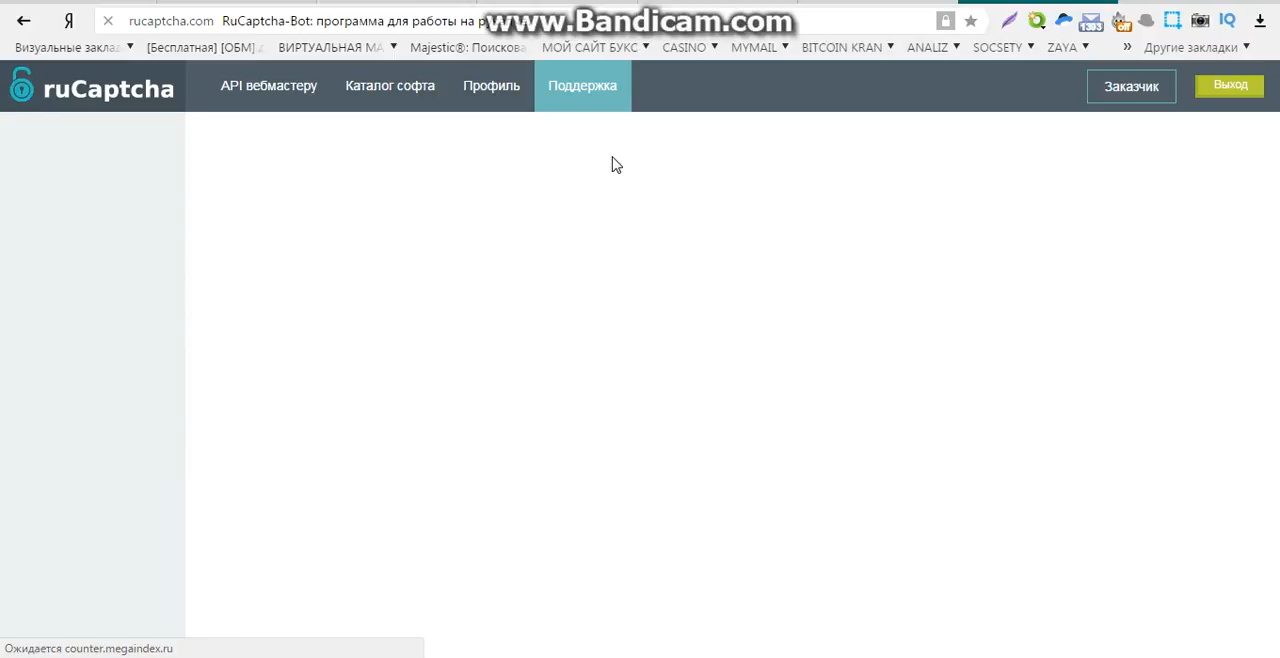 www.Bandicam.com
Я rucaptcha.com RuCaptcha-Bot: программа для работы на
Визуальные заклад [Бесплатная] [ОБМ] ВИРТУАЛЬНАЯ МА Majestic®: Поискова МОЙ САЙТ БУКС CASINO MYMAIL BITCOIN KRAN ANALIZ SOCSETY ZAYA » Другие закладки
ruCaptcha API вебмастеру Каталог софта Профиль Поддержка Заказчик Выход
Ожидается counter.megaindex.ru